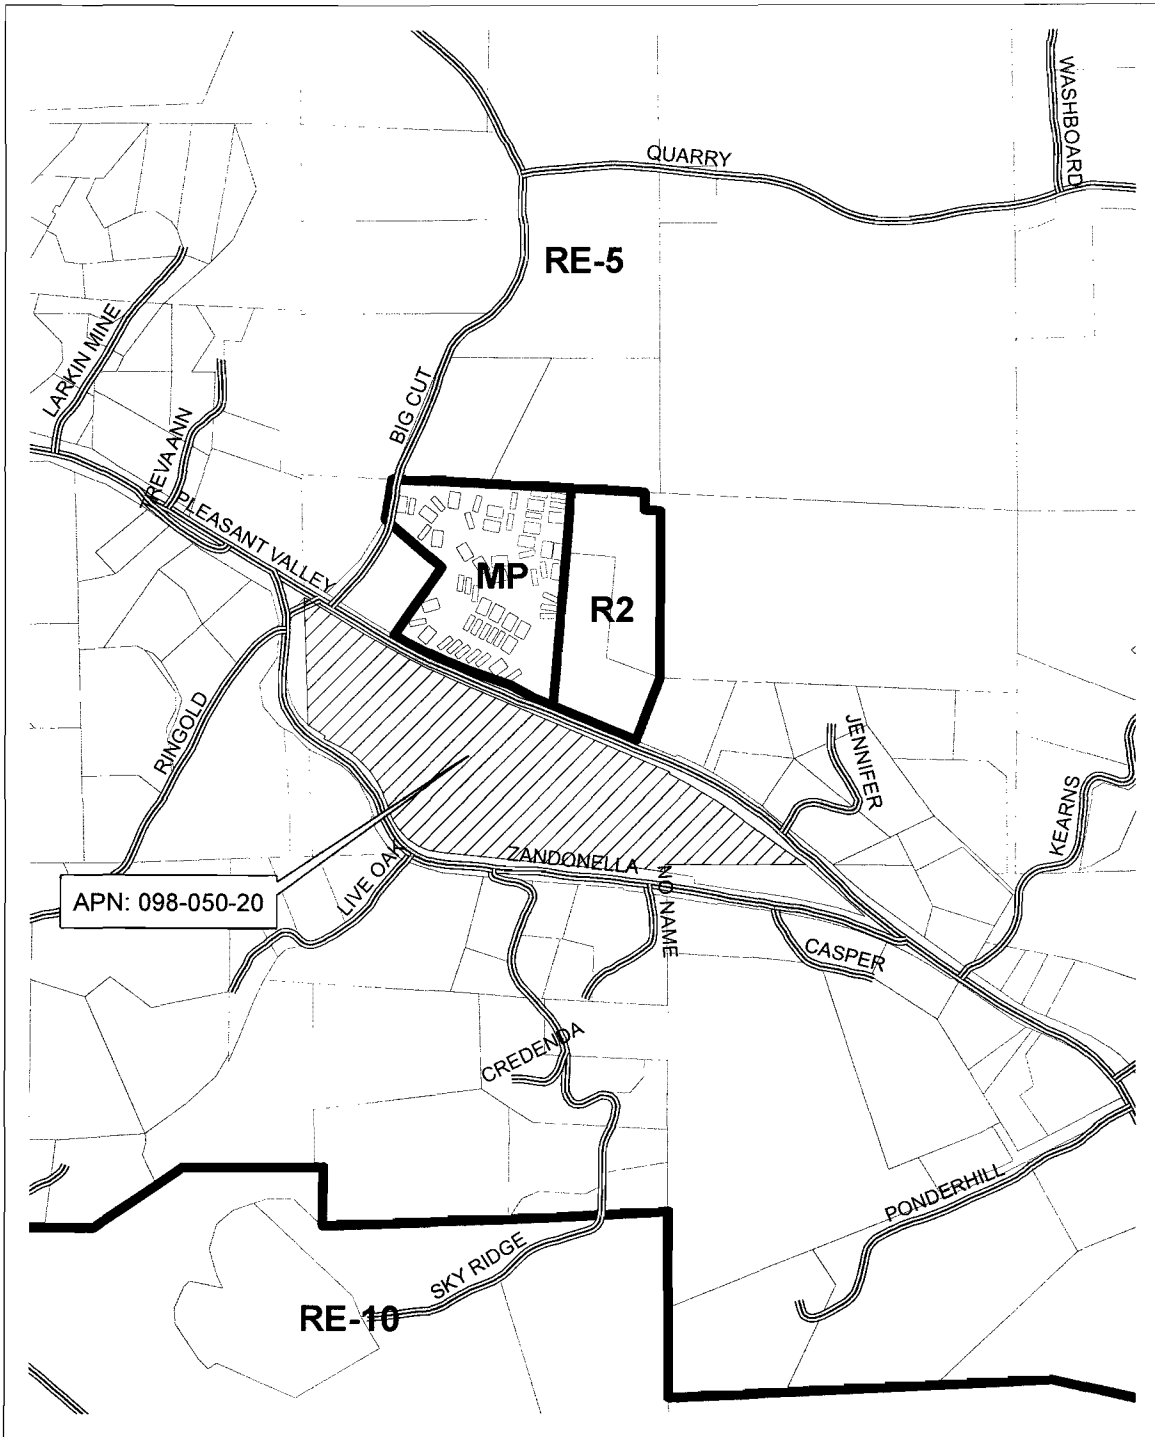 WASHBOARD
QUARRY
RE-5
LARKIN MINE
BIG CUT
TREVA ANN
PLEASANT VALLEY
MP
R2
RINGOLD
JENNIFER
KEARNS
ZANDONELLA
LIVE OAK
NO NAME
APN: 098-050-20
CASPER
CREDENDA
PONDERHILL
SKY RIDGE
RE-10